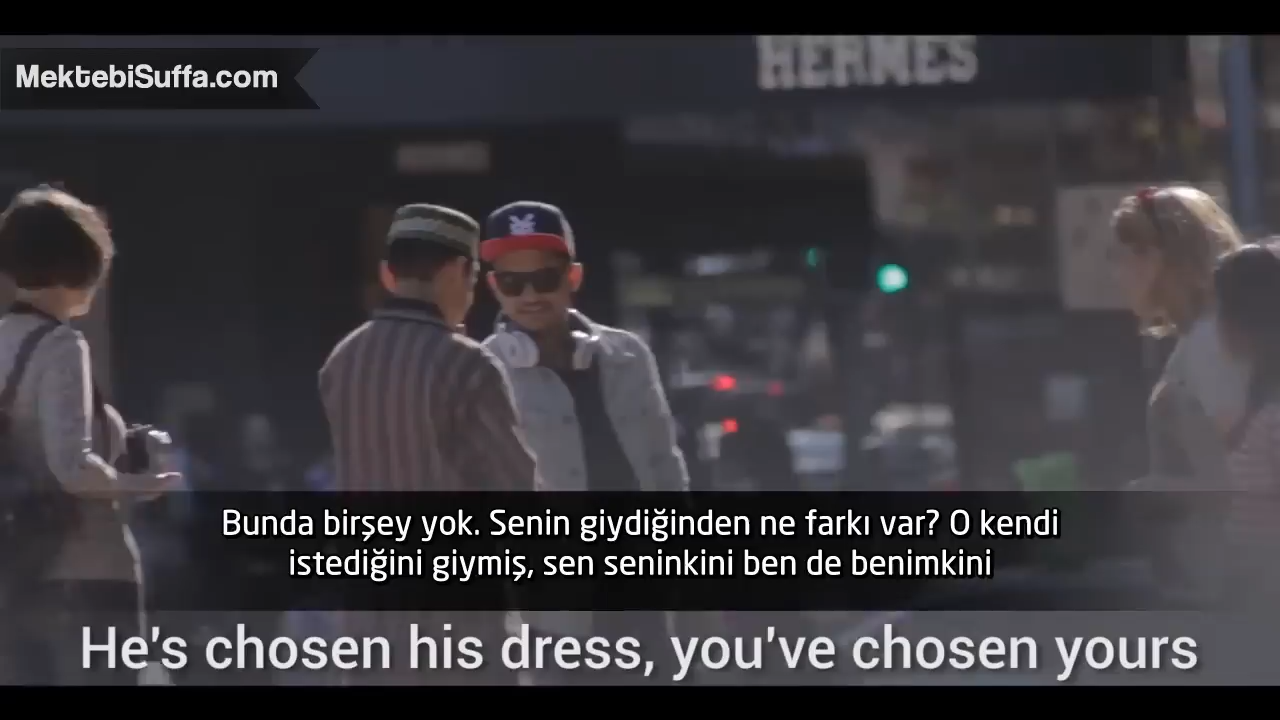 HERMES
MektebiSuffa.com
Bunda birşey yok. Senin giydiğinden ne farkı var? O kendi
istediğini giymiş, sen seninkini ben de benimkini
He's chosen his dress, you've chosen yours